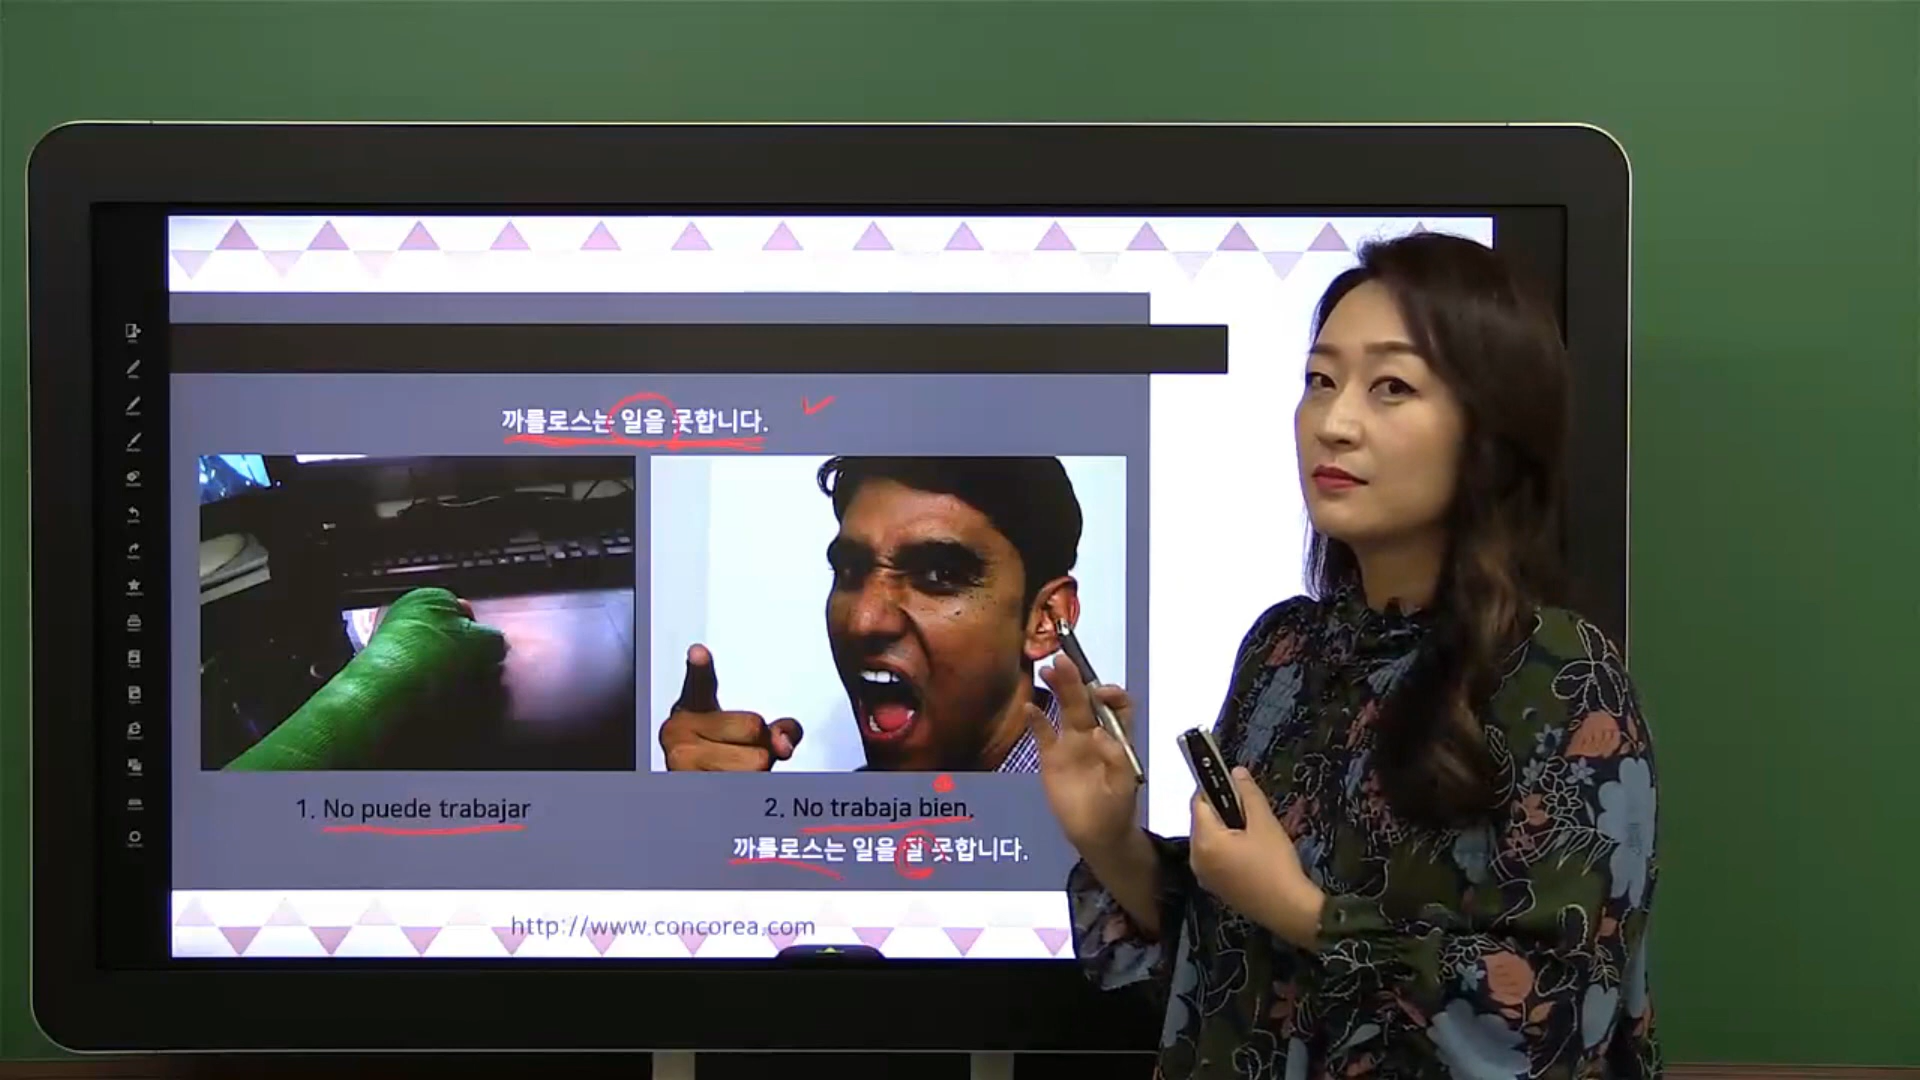 까를로스는 일을 못합니다.
1. No puede trabajar
2. No trabaja bien.
까를로스는 일을 잘 못합니다.
http://www.concorea.com